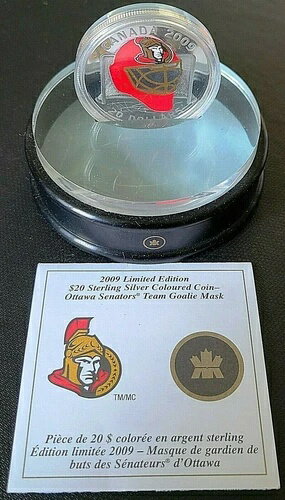 CANADA 2009
20 DOLLARS
2009 Limited Edition
$20 Sterling Silver Coloured Coin–
Ottawa Senators® Team Goalie Mask
TM/MC
Pièce de 20 $ colorée en argent sterling
Édition limitée 2009 – Masque de gardien de
buts des Sénateurs® d'Ottawa